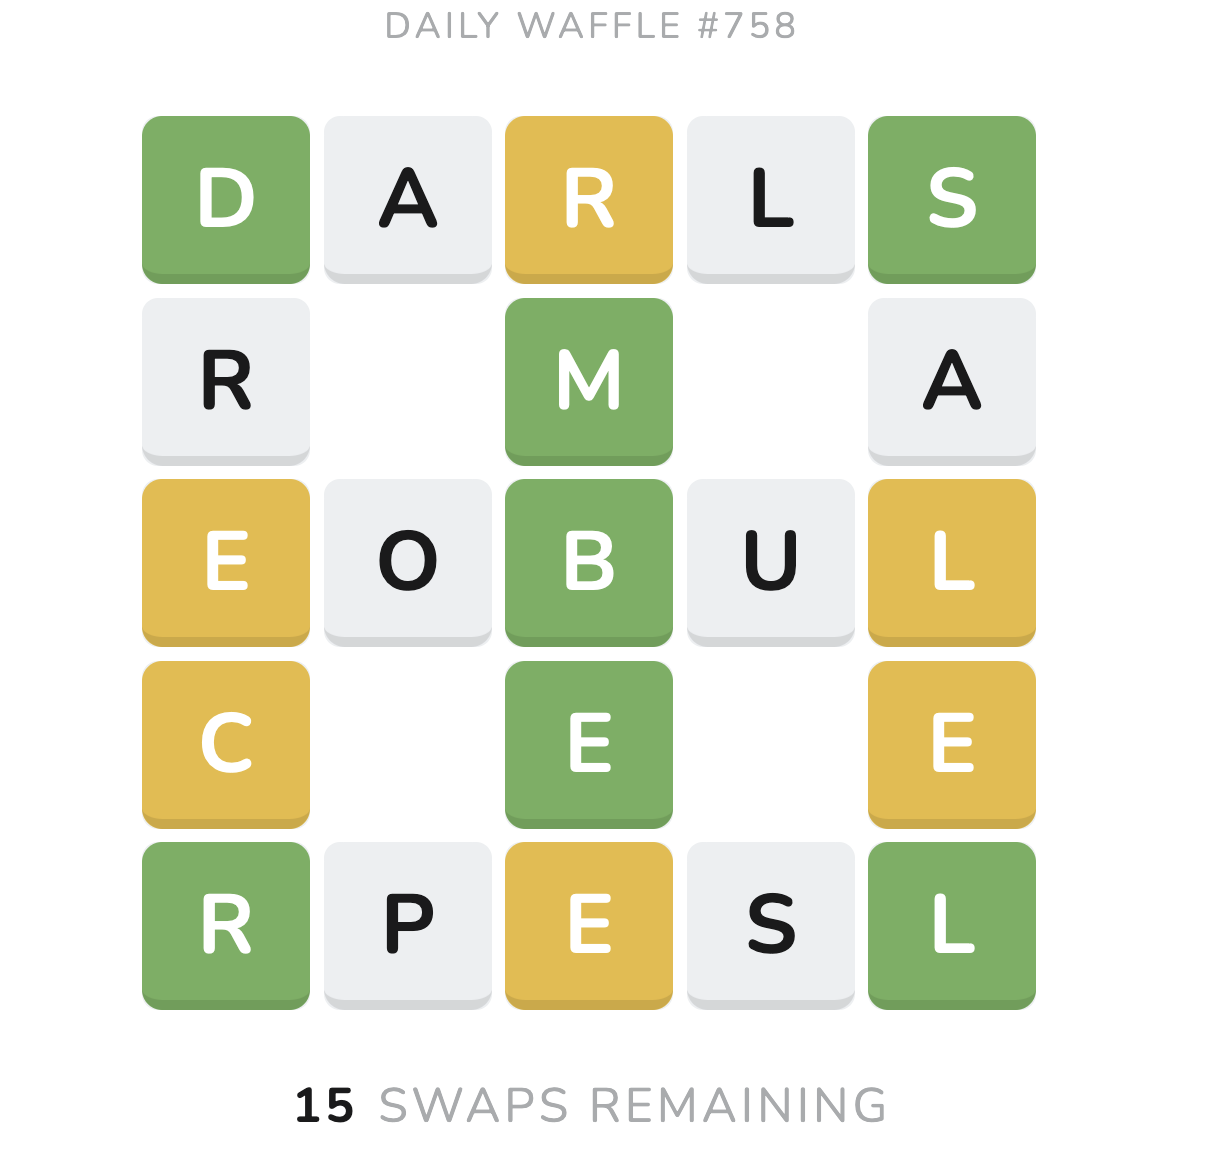 DAILY WAFFLE #758
D A R L S
R M A
E O B U L
C E E
R P E S L
15 SWAPS REMAINING